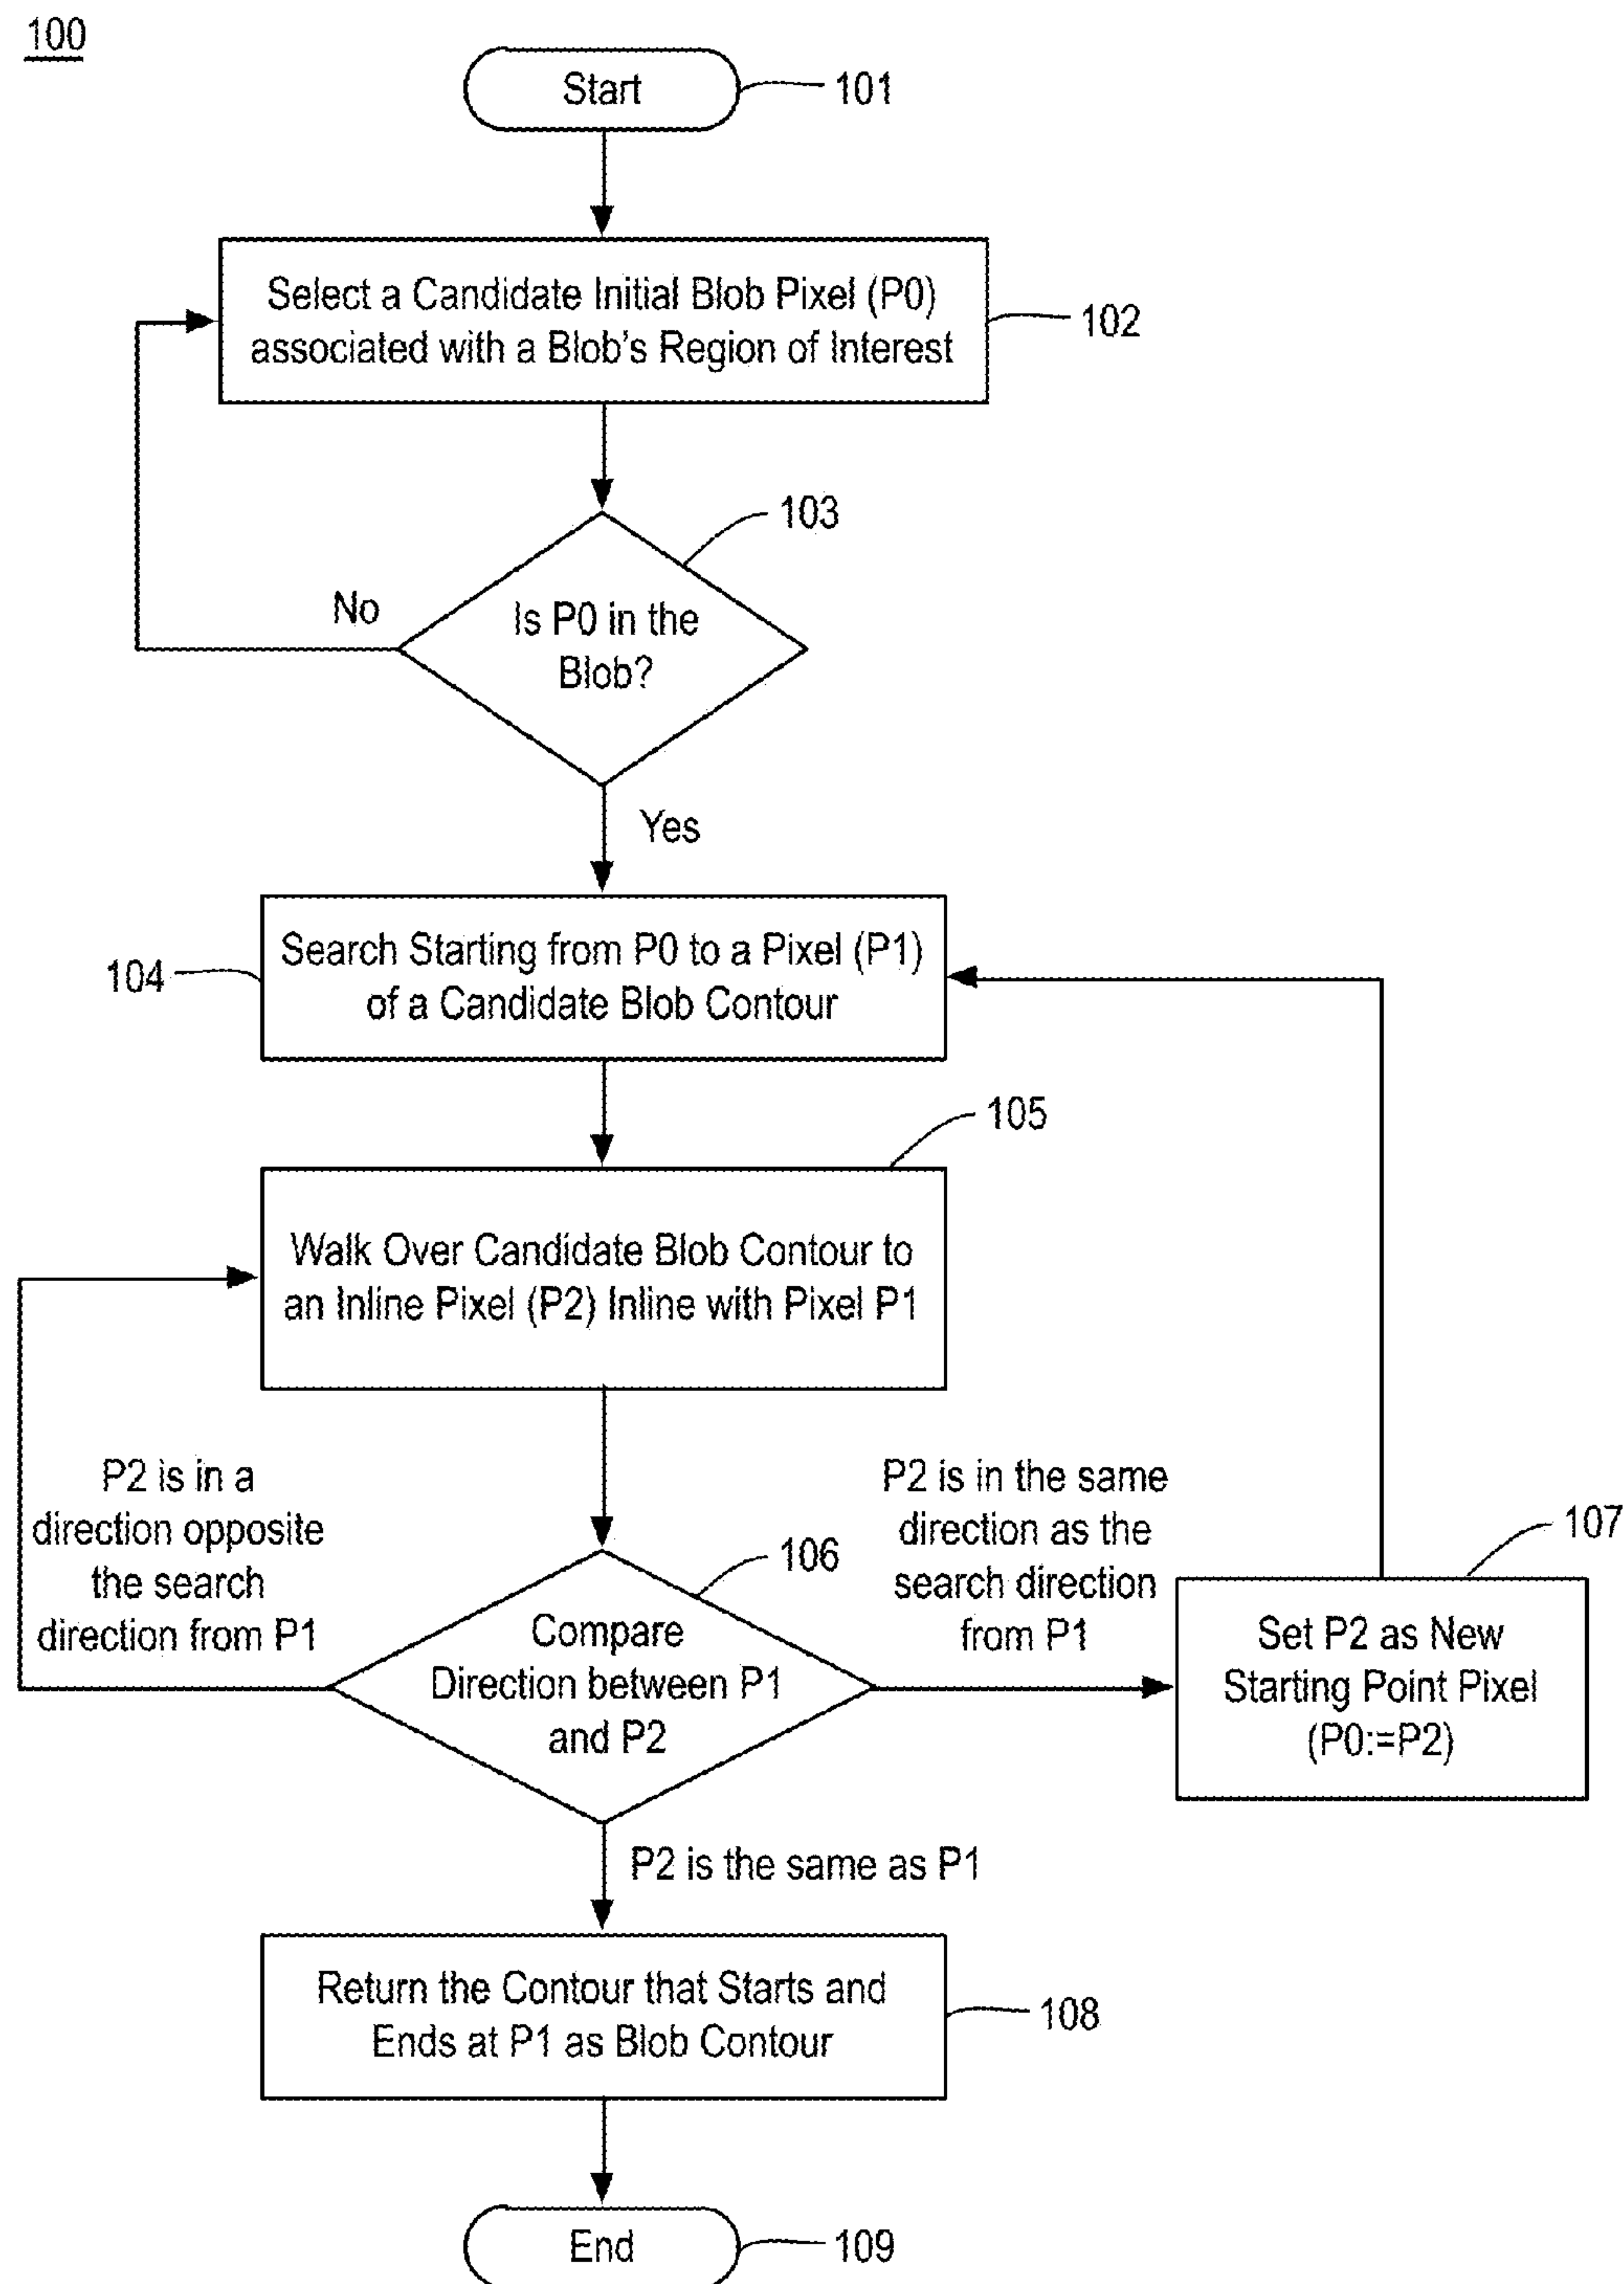 100
Start
101
Select a Candidate Initial Blob Pixel (P0)
associated with a Blob's Region of Interest
102
103
Is P0 in the
Blob?
No
Yes
Search Starting from P0 to a Pixel (P1)
of a Candidate Blob Contour
104
105
Walk Over Candidate Blob Contour to
an Inline Pixel (P2) Inline with Pixel P1
P2 is in a
direction opposite
the search
direction from P1
106
Compare
Direction between P1
and P2
P2 is in the same
direction as the
search direction
from P1
107
Set P2 as New
Starting Point Pixel
(P0:=P2)
P2 is the same as P1
Return the Contour that Starts and
Ends at P1 as Blob Contour
108
End
109